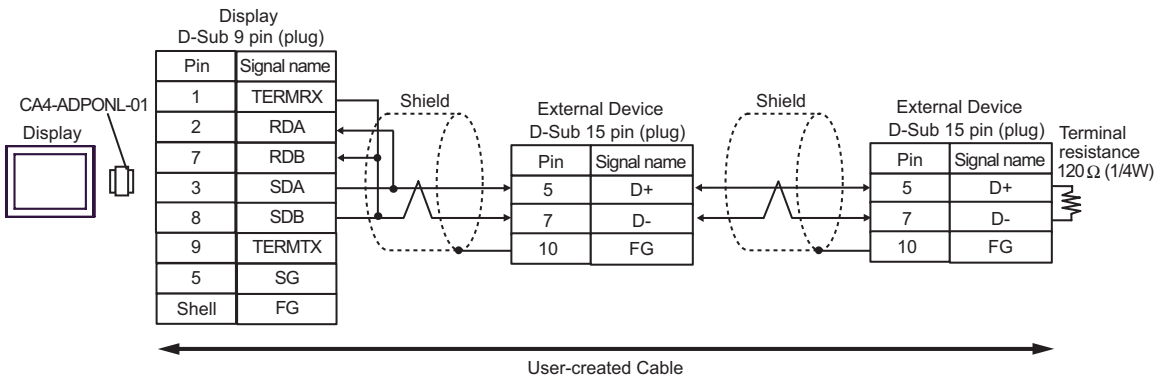 Display
D-Sub 9 pin (plug)
Pin Signal name
1 TERMRX
2 RDA
7 RDB
3 SDA
8 SDB
9 TERMTX
5 SG
Shell FG
CA4-ADPONL-01
Display
Shield
External Device
D-Sub 15 pin (plug)
Pin Signal name
5 D+
7 D-
10 FG
Shield
External Device
D-Sub 15 pin (plug)
Pin Signal name
5 D+
7 D-
10 FG
Terminal
resistance
120 Ω (1/4W)
User-created Cable